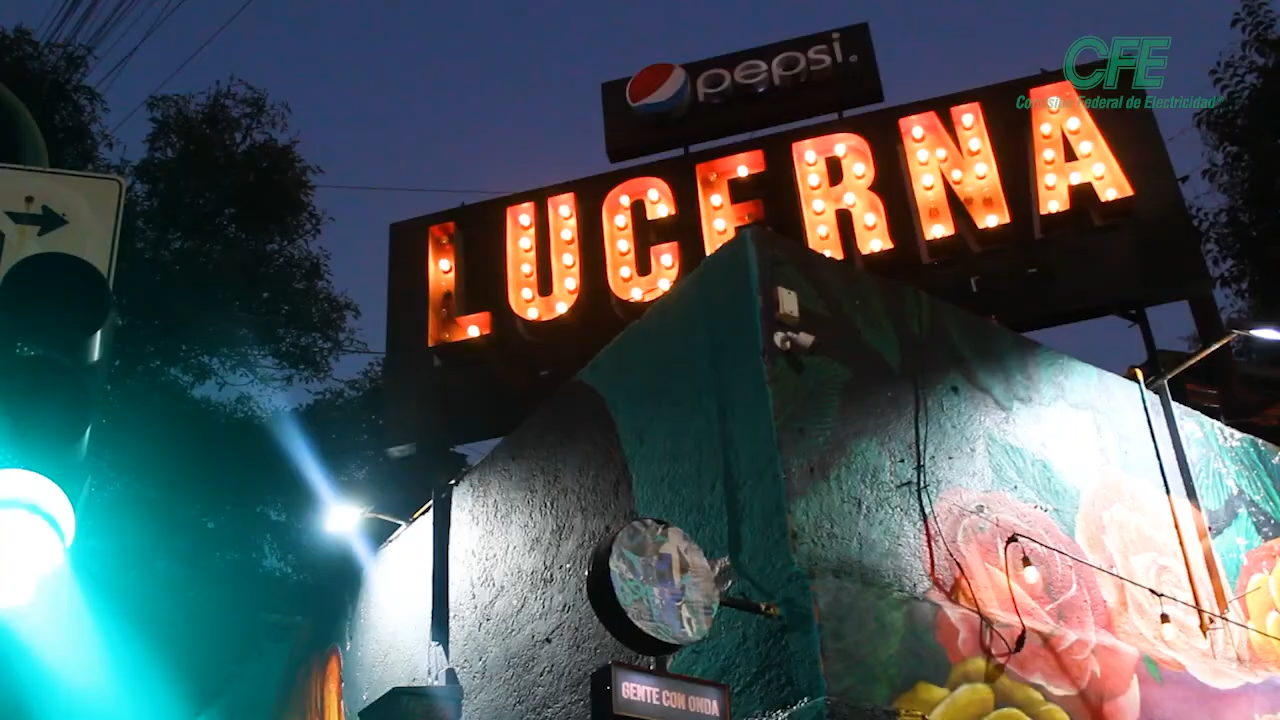 pepsi
CFE
Comisión Federal de Electricidad
LUCERNA
GENTE CON ONDA